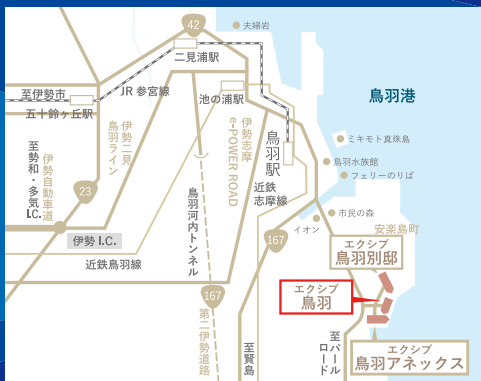 42
夫婦岩
二見浦駅
至伊勢市
JR 参宮線
池の浦駅
鳥羽港
五十鈴ヶ丘駅
伊勢二見
鳥羽ライン
伊勢志摩
e-POWER ROAD
鳥羽駅
ミキモト真珠島
鳥羽水族館
フェリーのりば
至勢和・多気I.C.
伊勢自動車道
23
近鉄
志摩線
鳥羽河内トンネル
市民の森
イオン
安楽島町
伊勢 I.C.
167
エクシブ
鳥羽別邸
近鉄鳥羽線
エクシブ
鳥羽
167
第二伊勢道路
至賢島
至パール
ロード
エクシブ
鳥羽アネックス